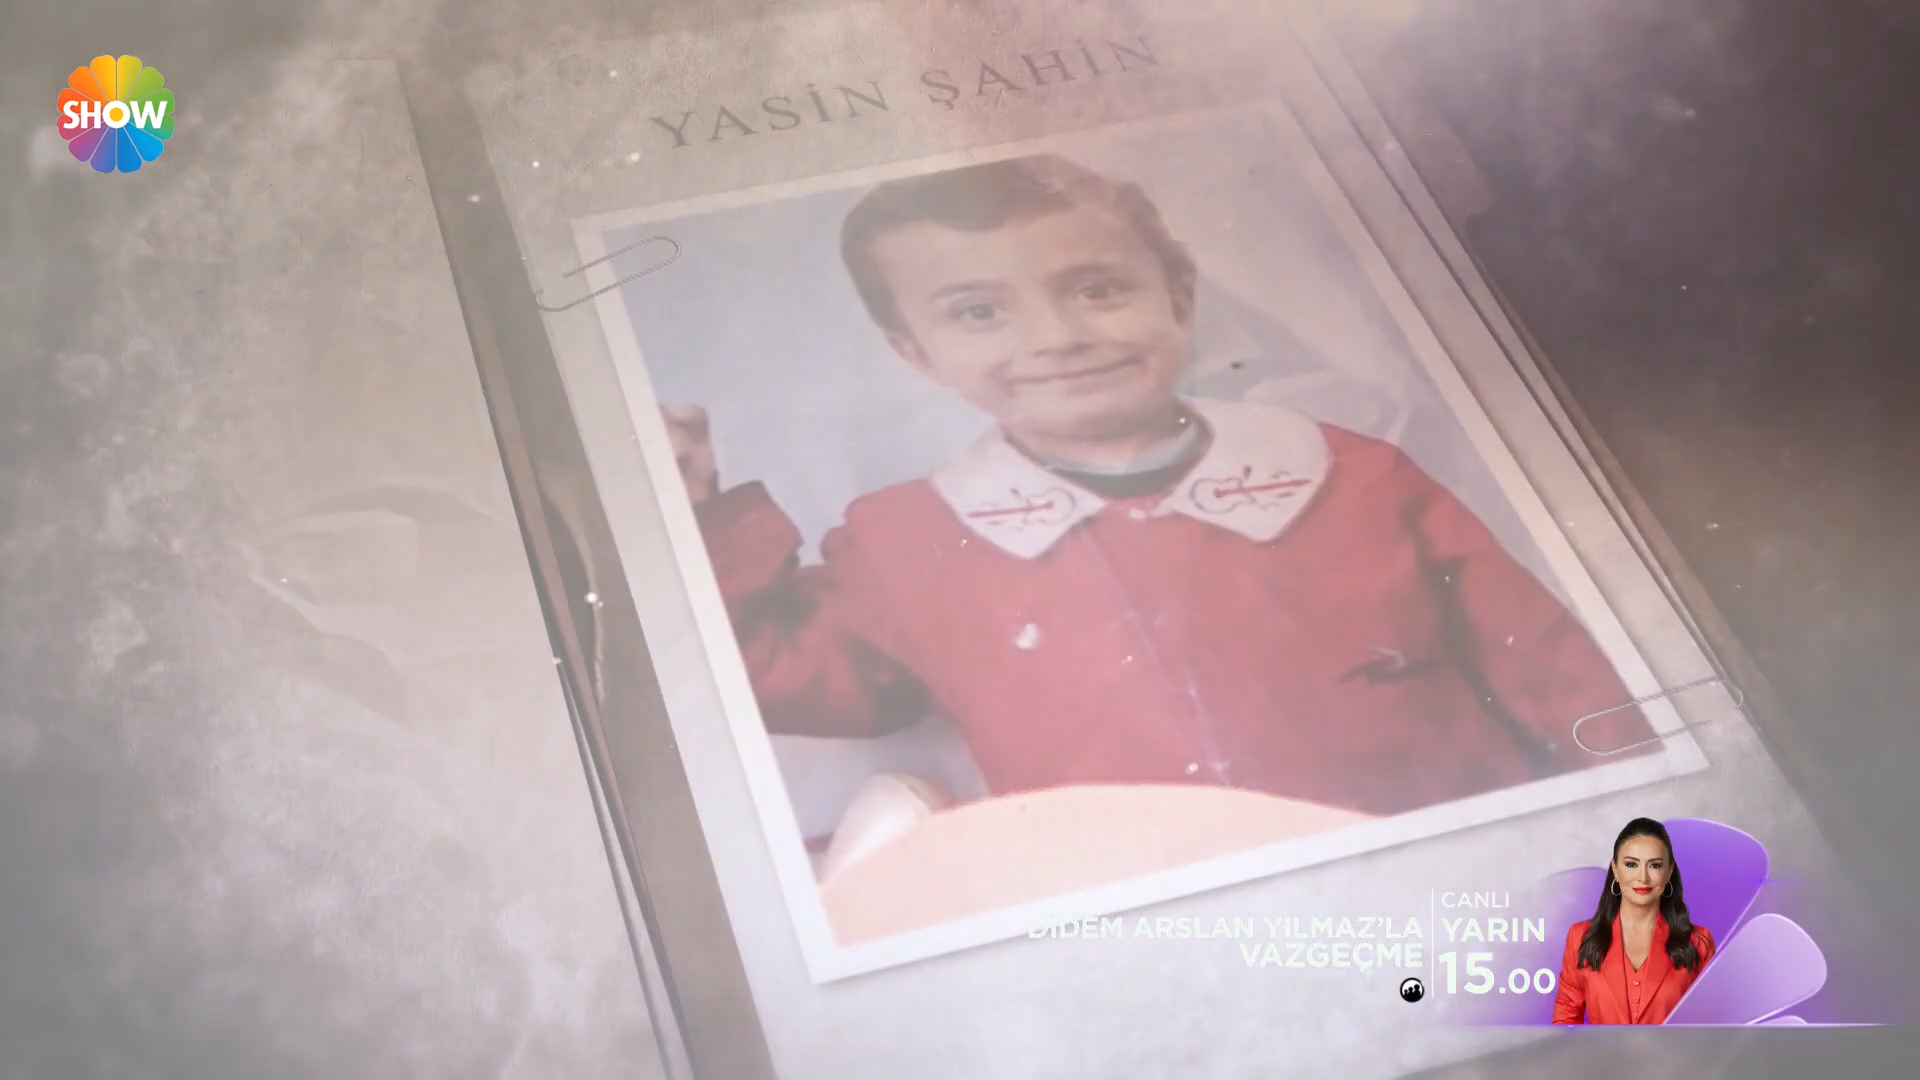 SHOW
YASİN ŞAHİN
DİDEM ARSLAN YILMAZ'LA
VAZGEÇME
CANLI
YARIN
15.00